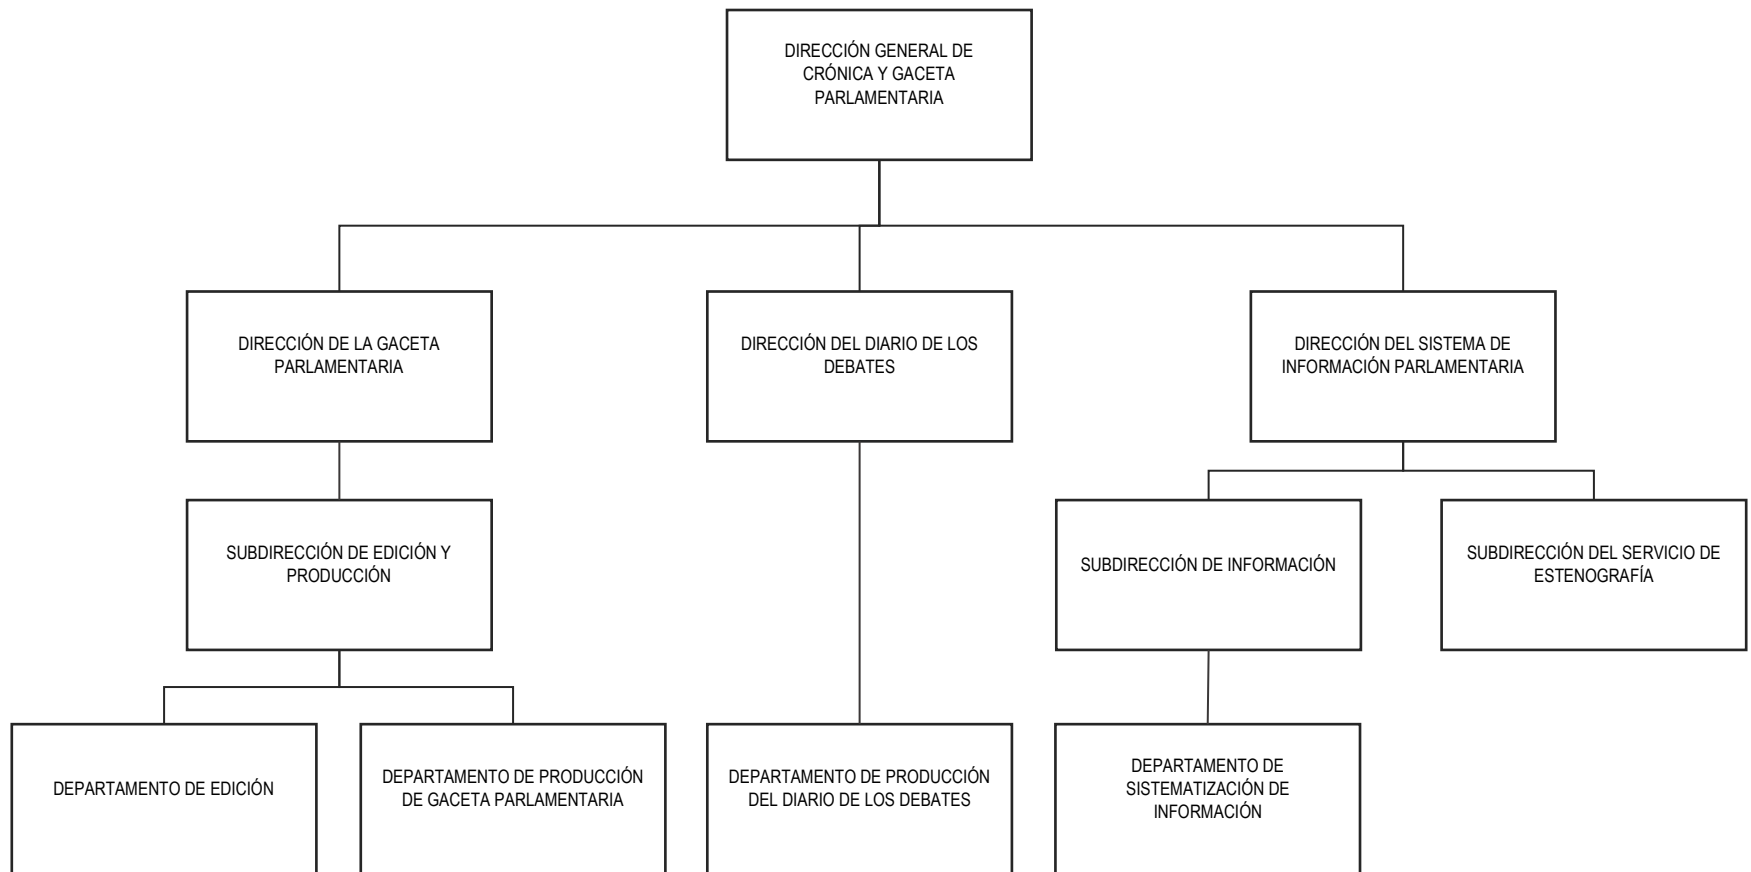 DIRECCIÓN GENERAL DE
CRÓNICA Y GACETA
PARLAMENTARIA
DIRECCIÓN DE LA GACETA
PARLAMENTARIA
DIRECCIÓN DEL DIARIO DE LOS
DEBATES
DIRECCIÓN DEL SISTEMA DE
INFORMACIÓN PARLAMENTARIA
SUBDIRECCIÓN DE EDICIÓN Y
PRODUCCIÓN
SUBDIRECCIÓN DE INFORMACIÓN
SUBDIRECCIÓN DEL SERVICIO DE
ESTENOGRAFÍA
DEPARTAMENTO DE EDICIÓN
DEPARTAMENTO DE PRODUCCIÓN
DE GACETA PARLAMENTARIA
DEPARTAMENTO DE PRODUCCIÓN
DEL DIARIO DE LOS DEBATES
DEPARTAMENTO DE
SISTEMATIZACIÓN DE
INFORMACIÓN